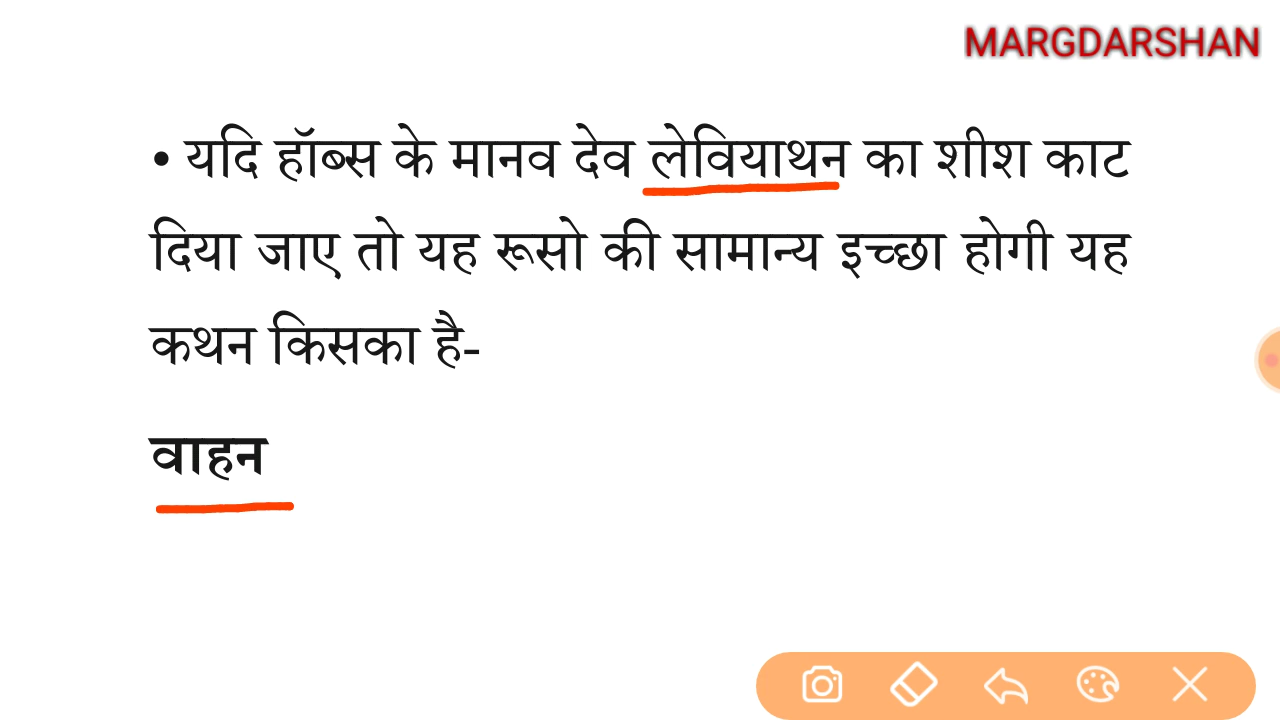 MARGDARSHAN
• यदि हॉब्स के मानव देव लेवियाथन का शीश काट
दिया जाए तो यह रूसो की सामान्य इच्छा होगी यह
कथन किसका है-
वाहन